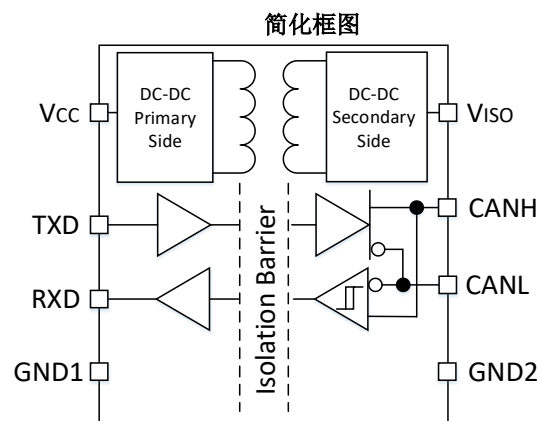 简化框图
DC-DC
Primary
Side
DC-DC
Secondary
Side
VCC
VISO
TXD
CANH
Isolation Barrier
RXD
CANL
GND1
GND2